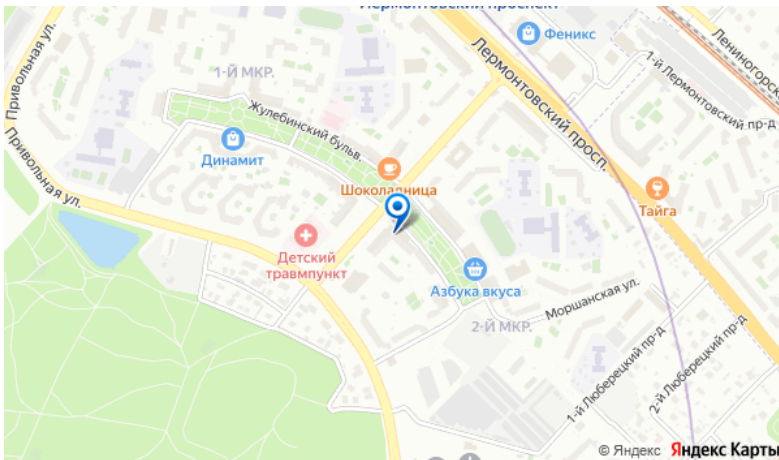 Лермонтовский проспект
Феникс
Лениногорск
1-й Лермонтовский пр-д
Привольная ул.
1-Й МКР.
Лермонтовский просп.
Жулебинский бульв.
Динамит
Шоколадница
Тайга
Привольная ул.
Детский
травмпункт
Азбука вкуса
Моршанская ул.
2-Й МКР.
1-й Люберецкий пр-д
2-й Люберецкий пр-д
© Яндекс Яндекс Карты